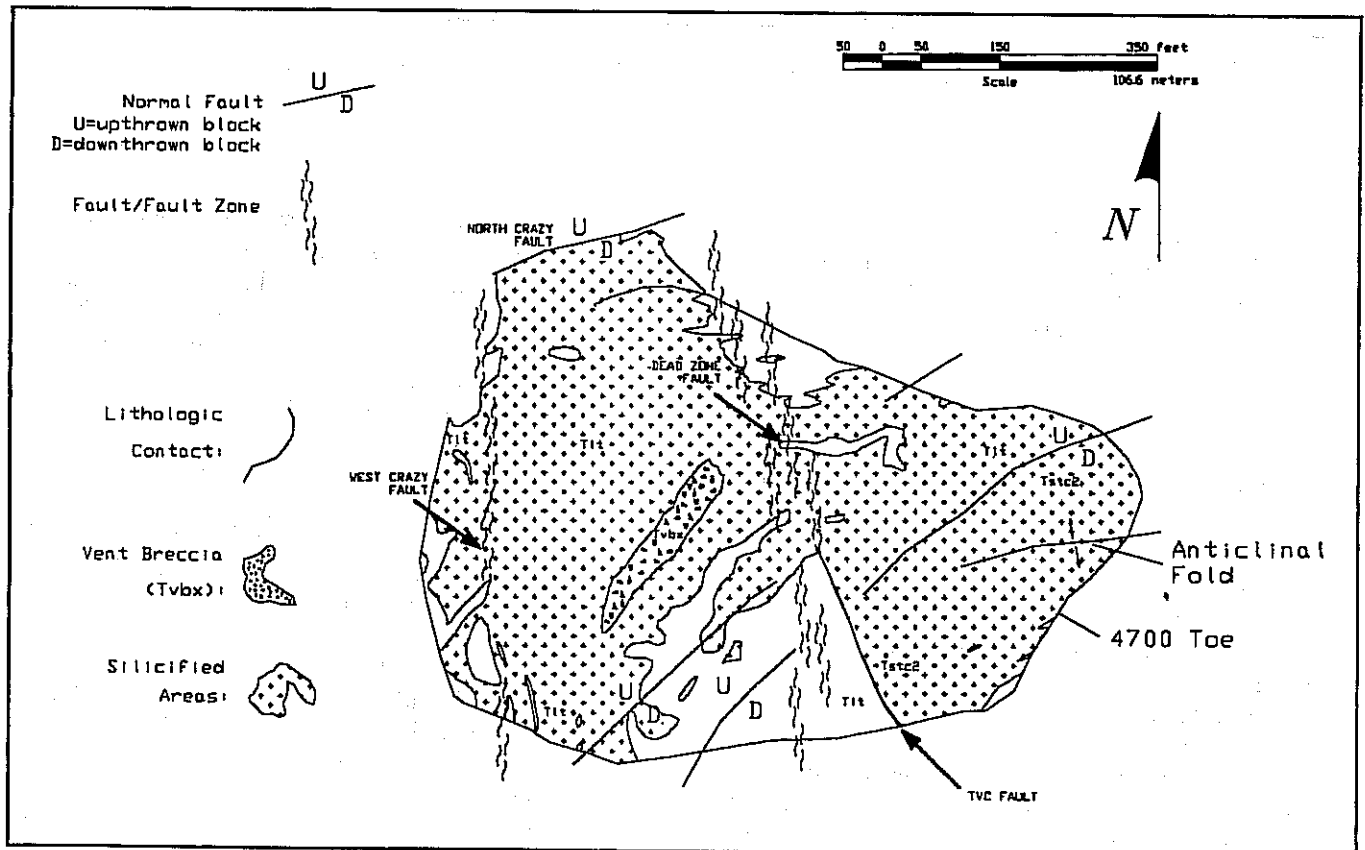 50 0 50 150 350 feet
Scale 106.6 meters
N
U
Normal Fault
D
U=upthrown block
D=downthrown block
Fault/Fault Zone
Lithologic
Contact:
Vent Breccia
(Tvbx):
Silicified
Areas:
NORTH CRAZY
FAULT
U
D
DEAD ZONE
FAULT
WEST CRAZY
FAULT
Tlt
Tlt
Tlt
U
D
Tstc2
Tvbx
Anticlinal
Fold
4700 Toe
Tstc2
U
D
U
D
Tlt
Tlt
TVC FAULT